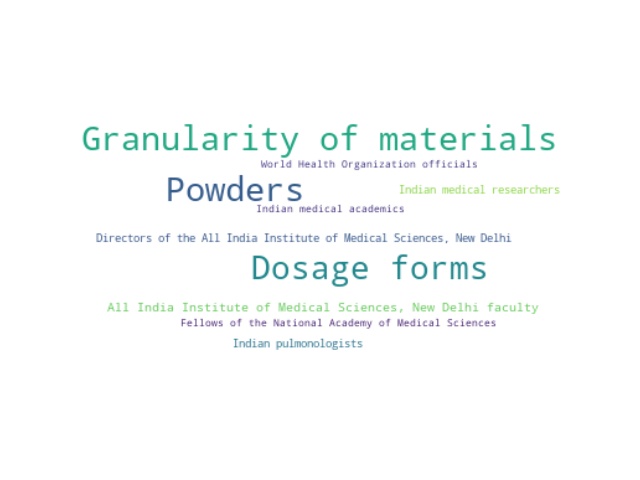 Granularity of materials
World Health Organization officials
Powders
Indian medical researchers
Indian medical academics
Directors of the All India Institute of Medical Sciences, New Delhi
Dosage forms
All India Institute of Medical Sciences, New Delhi faculty
Fellows of the National Academy of Medical Sciences
Indian pulmonologists